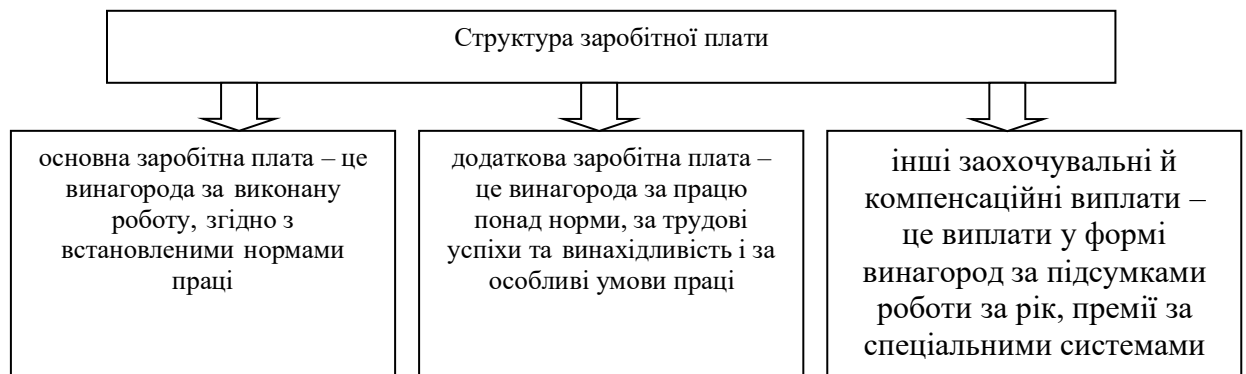 Структура заробітної плати
основна заробітна плата – це
винагорода за виконану
роботу, згідно з
встановленими нормами
праці
додаткова заробітна плата –
це винагорода за працю
понад норми, за трудові
успіхи та винахідливість і за
особливі умови праці
інші заохочувальні й
компенсаційні виплати –
це виплати у формі
винагород за підсумками
роботи за рік, премії за
спеціальними системами